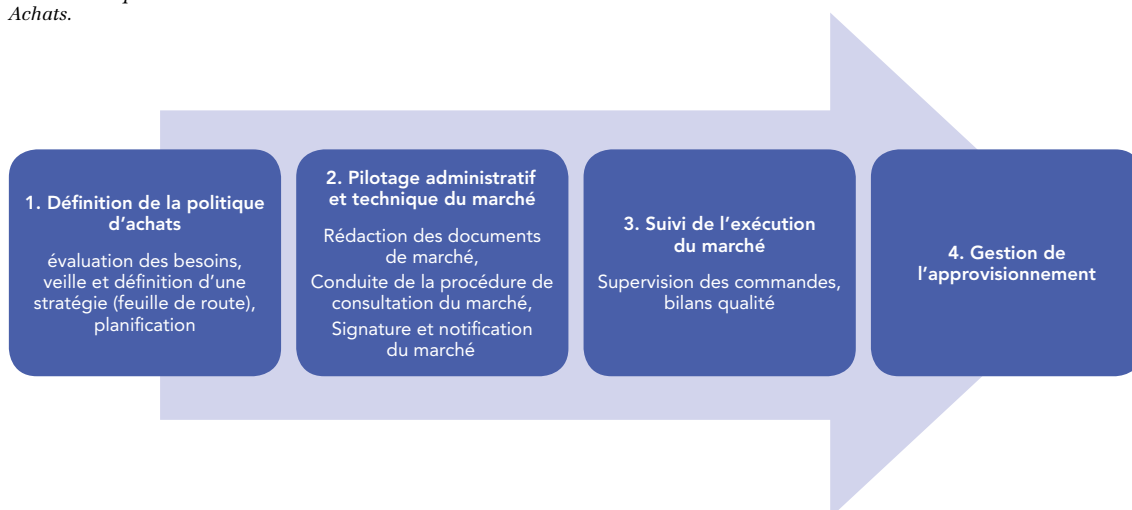 Achats.
1. Définition de la politique
d'achats
évaluation des besoins,
veille et définition d'une
stratégie (feuille de route),
planification
2. Pilotage administratif
et technique du marché
Rédaction des documents
de marché,
Conduite de la procédure de
consultation du marché,
Signature et notification
du marché
3. Suivi de l'exécution
du marché
Supervision des commandes,
bilans qualité
4. Gestion de
l'approvisionnement